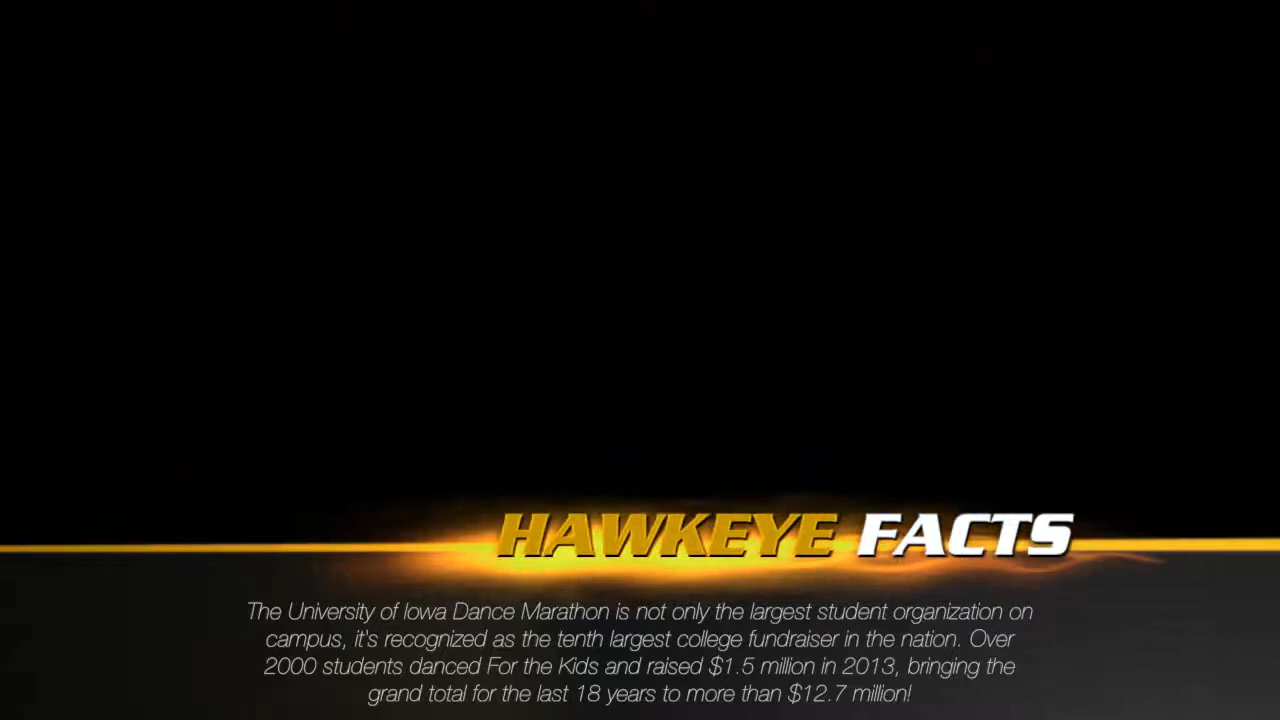 HAWKEYE FACTS
The University of Iowa Dance Marathon is not only the largest student organization on
campus, it's recognized as the tenth largest college fundraiser in the nation. Over
2000 students danced For the Kids and raised $1.5 million in 2013, bringing the
grand total for the last 18 years to more than $12.7 million!